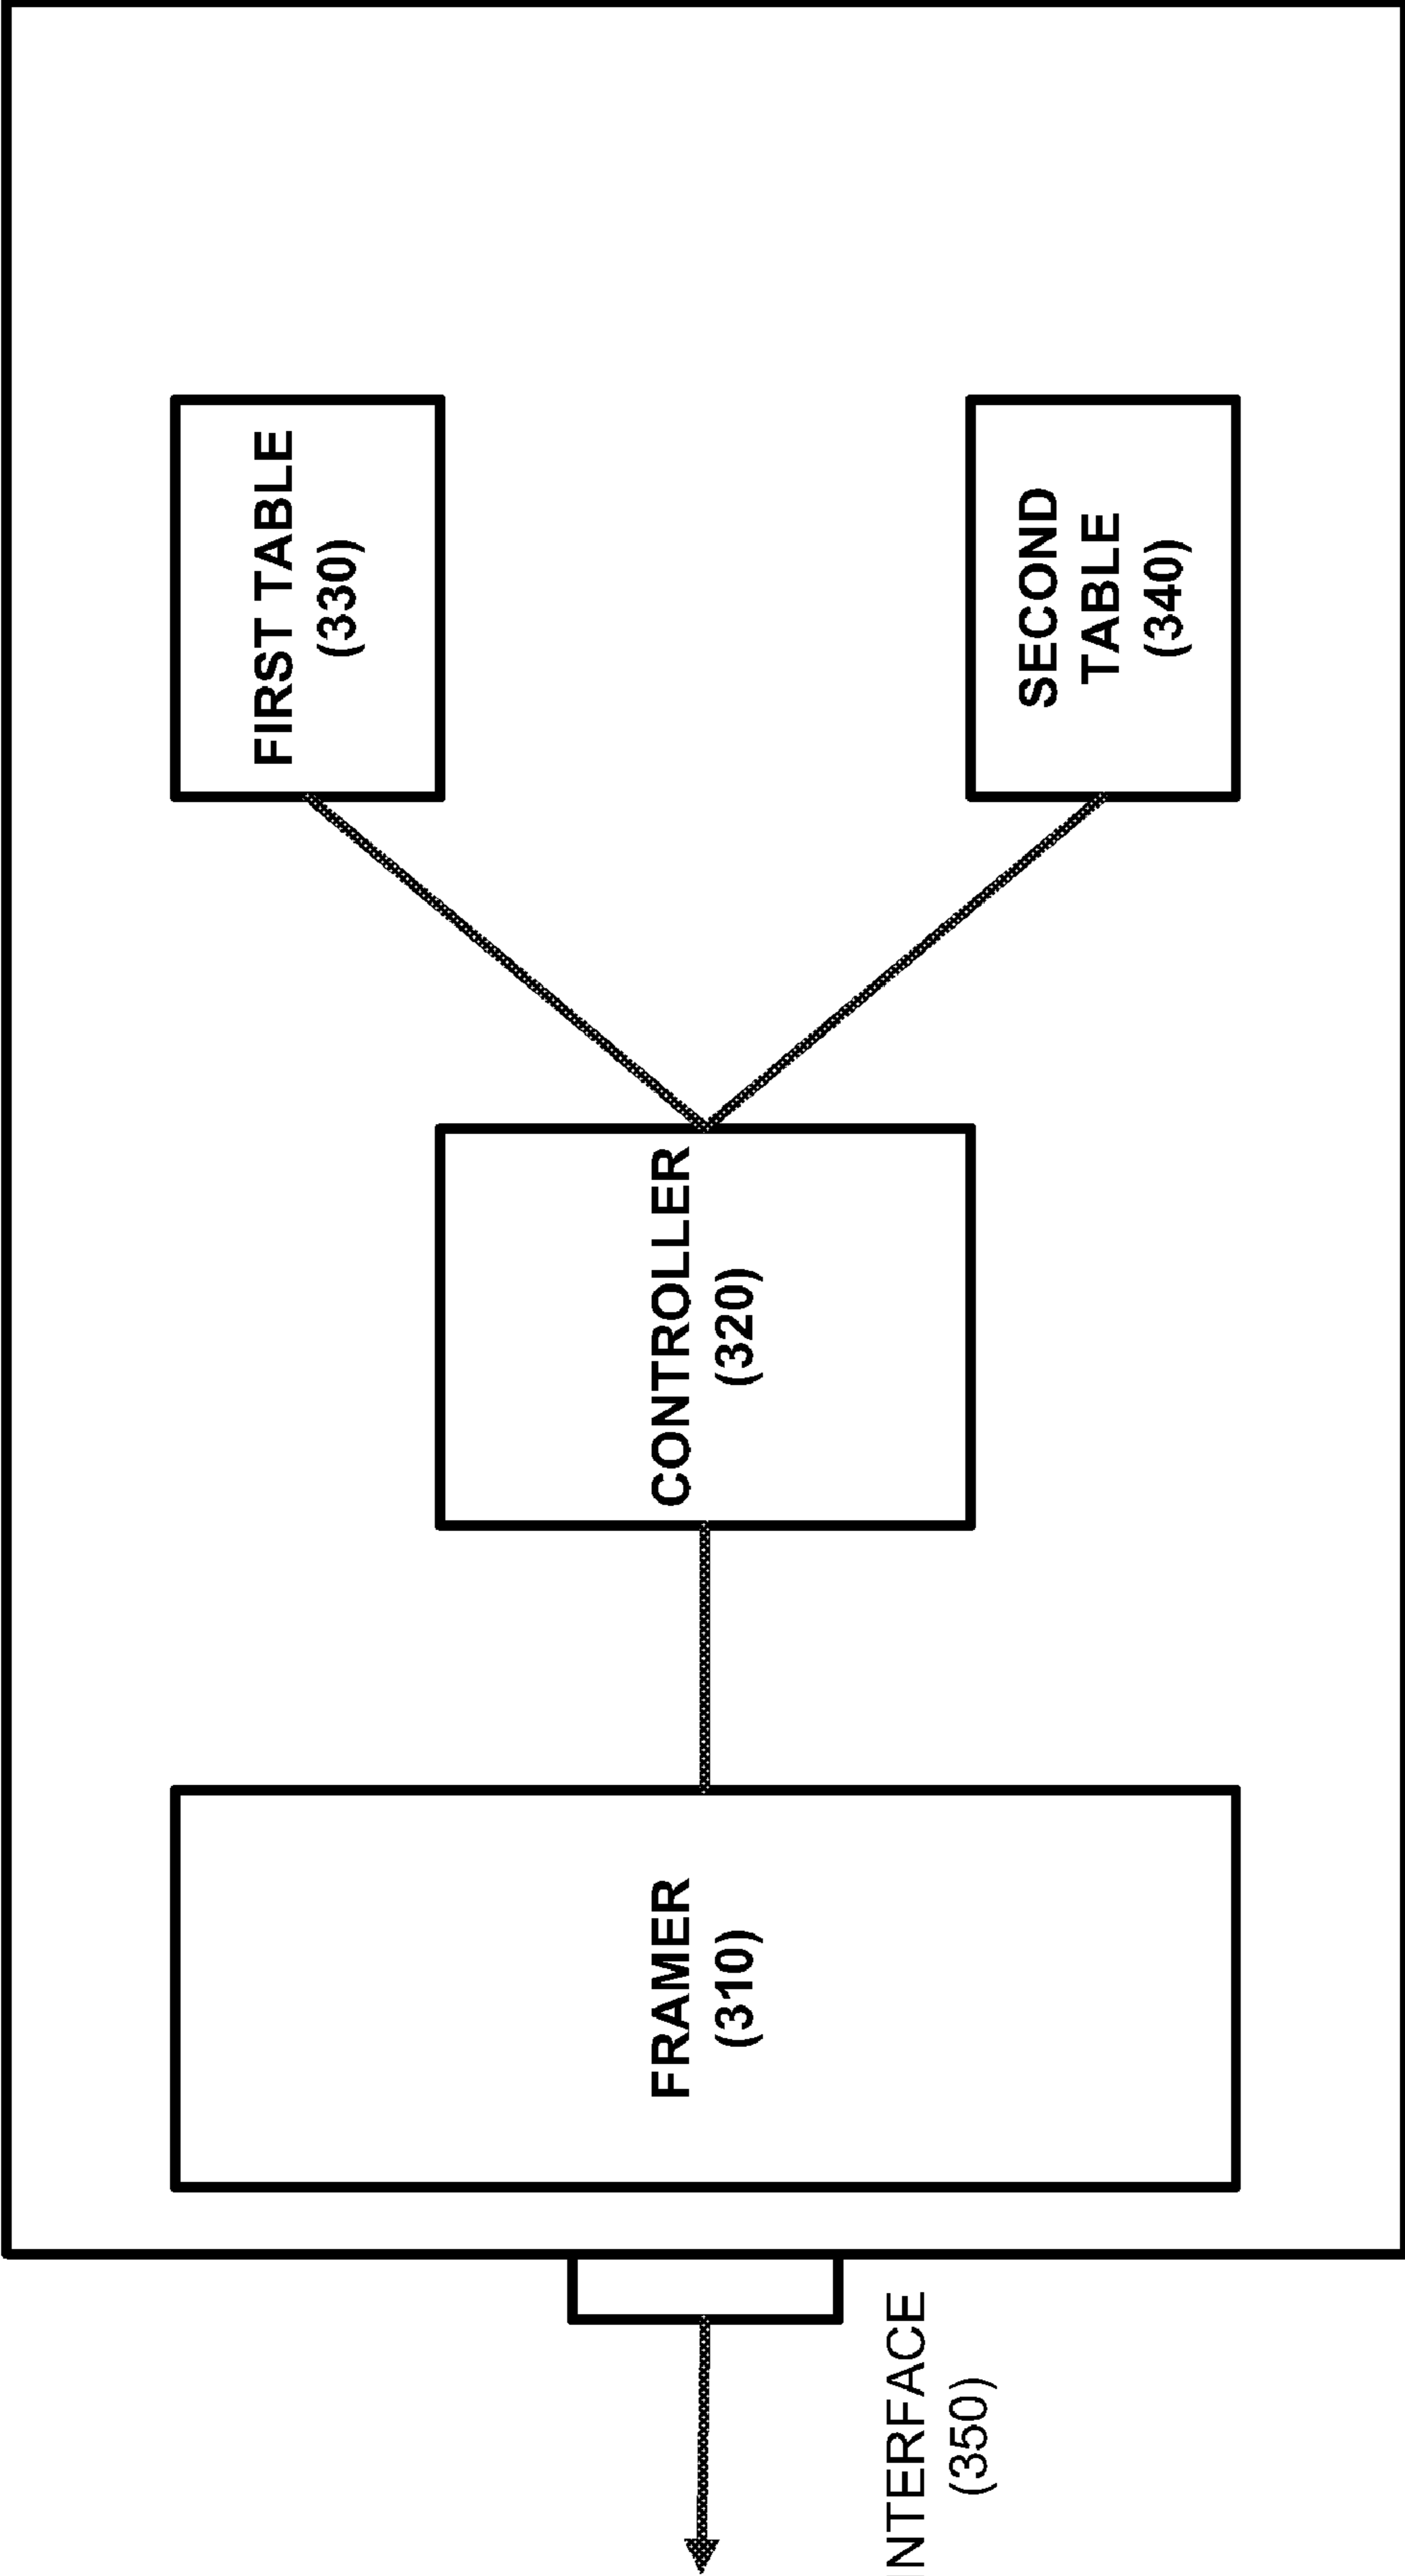 FIRST TABLE
(330)
FRAMER
(310)
CONTROLLER
(320)
NTERFACE
(350)
SECOND
TABLE
(340)